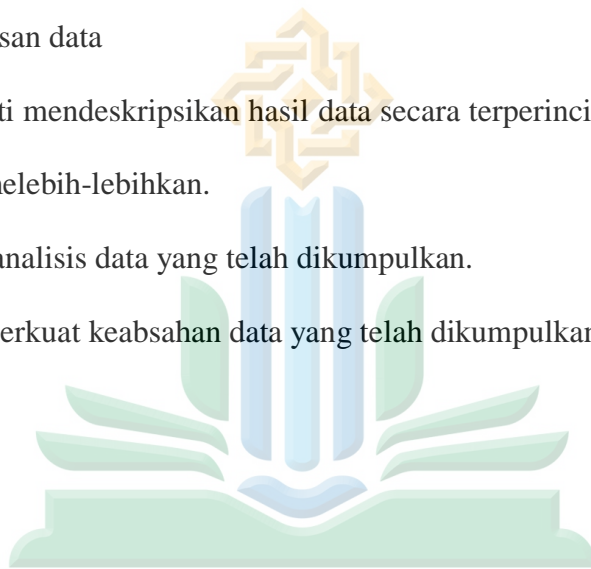 san data
ti mendeskripsikan hasil data secara terperinci
melebih-lebihkan.
analisis data yang telah dikumpulkan.
erkuat keabsahan data yang telah dikumpulkan